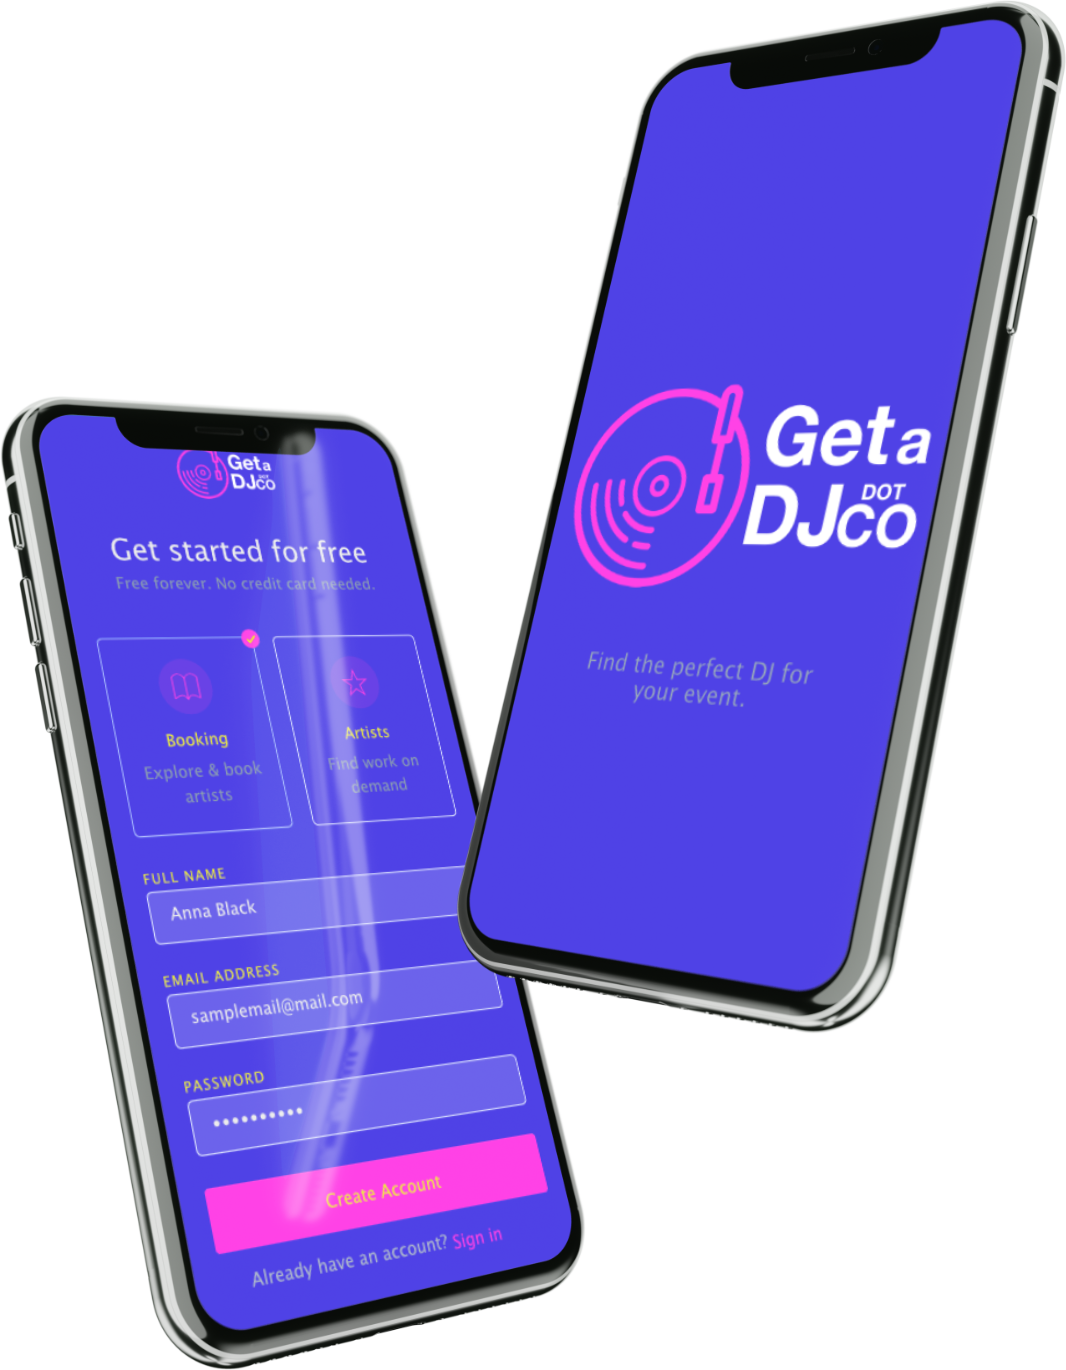 Get a
DJ DOT
co
Get started for free
Free forever. No credit card needed.
Booking
Explore & book
artists
Artists
Find work on
demand
FULL NAME
Anna Black
EMAIL ADDRESS
samplemail@mail.com
PASSWORD
••••••••••
Create Account
Already have an account? Sign in
Get a
DJ DOT
co
Find the perfect DJ for
your event.